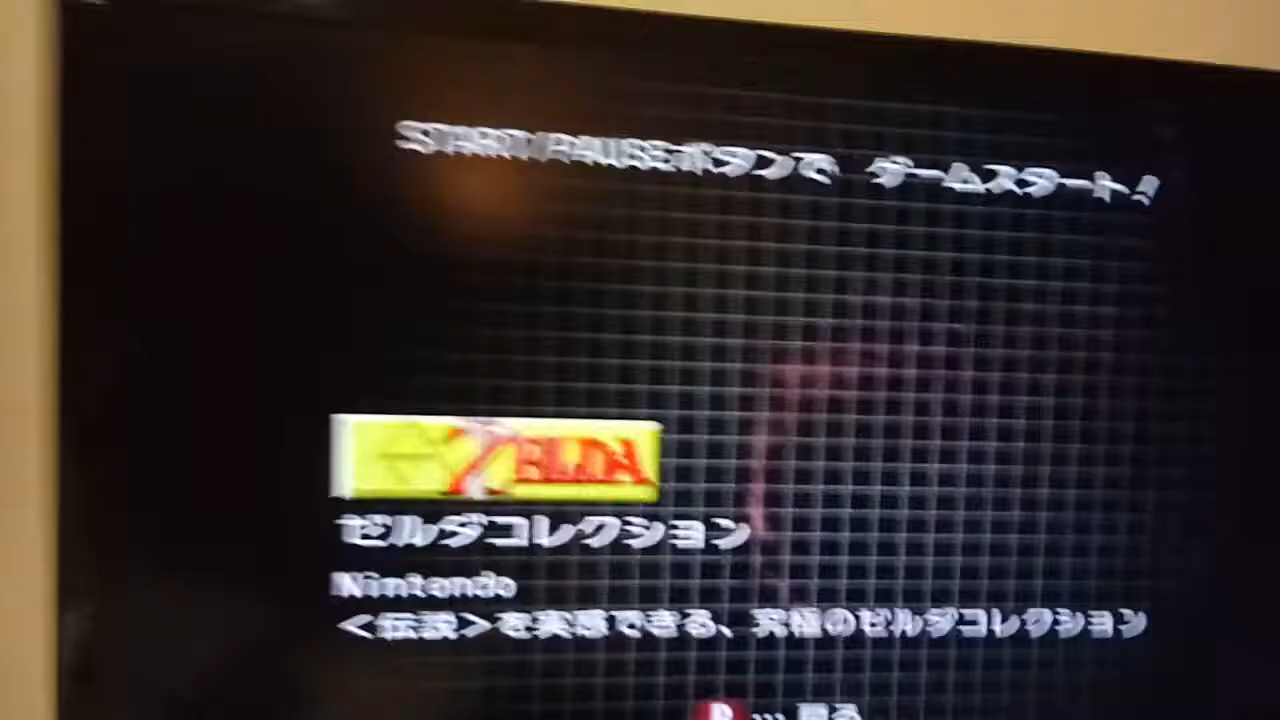 START/PAUSEボタンで ゲームスタート!
ZELDA
ゼルダコレクション
Nintendo
<伝説>を実感できる、究極のゼルダコレクション
B … 戻る